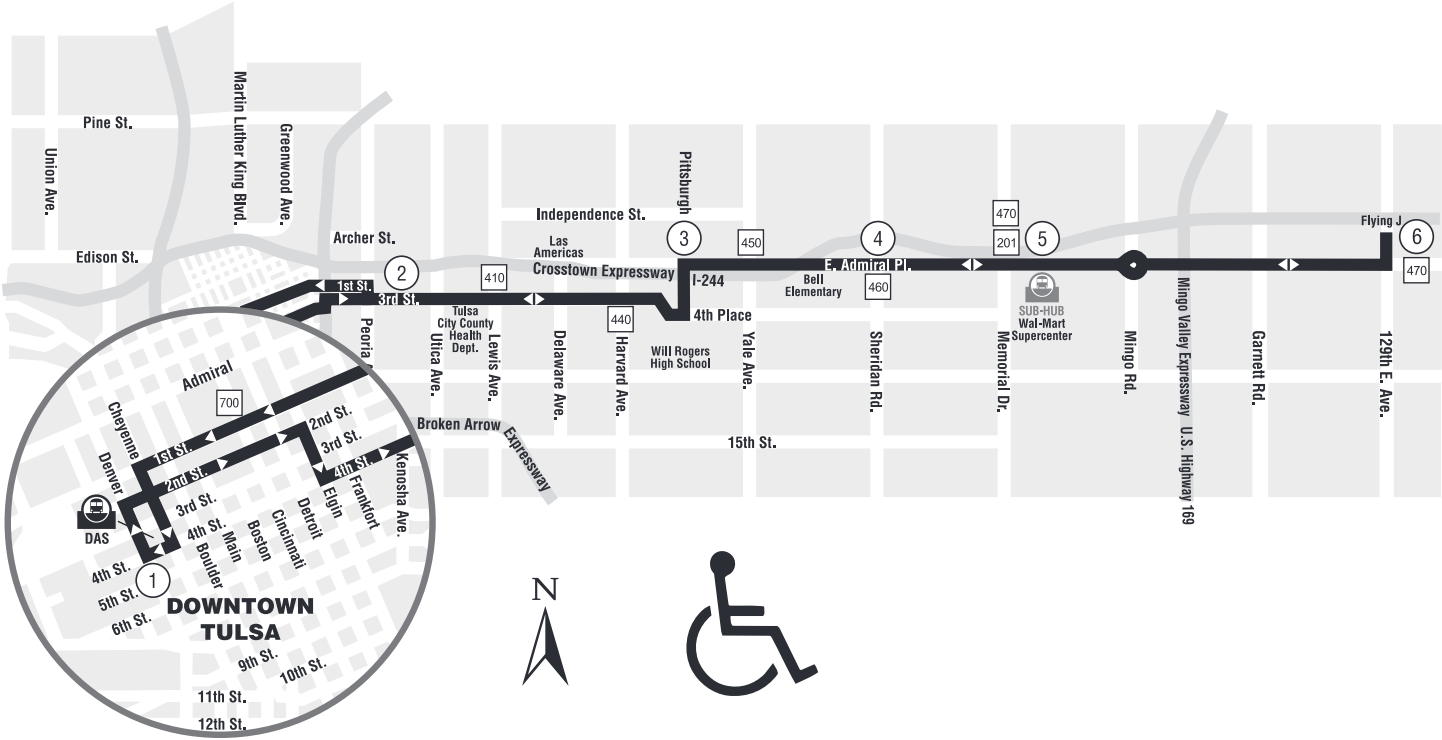 Pine St.
Union Ave.
Martin Luther King Blvd.
Greenwood Ave.
Edison St.
Archer St.
Independence St.
Las
Americas
Crosstown Expressway
Pittsburgh
I-244
1st St.
3rd St.
E. Admiral Pl.
4th Place
1
2
3
4
5
6
410
440
450
460
470
201
470
700
Flying J
Bell
Elementary
SUB-HUB
Wal-Mart
Supercenter
Tulsa
City County
Health
Dept.
Will Rogers
High School
Peoria
Utica Ave.
Lewis Ave.
Delaware Ave.
Harvard Ave.
Yale Ave.
Sheridan Rd.
Memorial Dr.
Mingo Rd.
Mingo Valley Expressway U.S. Highway 169
Garnett Rd.
129th E. Ave.
Broken Arrow
Expressway
15th St.
Admiral
Cheyenne
Denver
1st St.
2nd St.
2nd St.
3rd St.
4th St.
3rd St.
4th St.
Kenosha Ave.
Frankfort
Elgin
Detroit
Cincinnati
Boston
Main
Boulder
DAS
4th St.
5th St.
6th St.
DOWNTOWN
TULSA
9th St.
10th St.
11th St.
12th St.
N